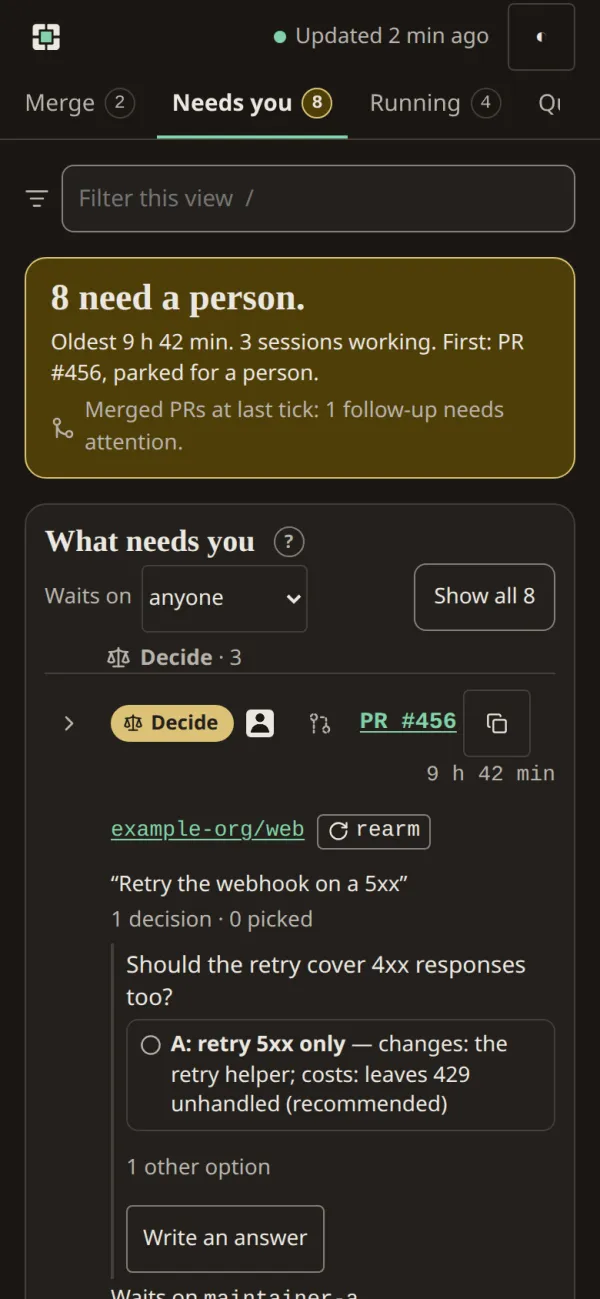 Updated 2 min ago
Merge 2 Needs you 8 Running 4
Filter this view /
8 need a person.
Oldest 9 h 42 min. 3 sessions working. First: PR
#456, parked for a person.
Merged PRs at last tick: 1 follow-up needs
attention.
What needs you ?
Waits on anyone Show all 8
Decide · 3
Decide PR #456
9 h 42 min
example-org/web rearm
“Retry the webhook on a 5xx”
1 decision · 0 picked
Should the retry cover 4xx responses
too?
A: retry 5xx only — changes: the
retry helper; costs: leaves 429
unhandled (recommended)
1 other option
Write an answer
Waits on maintainer-a